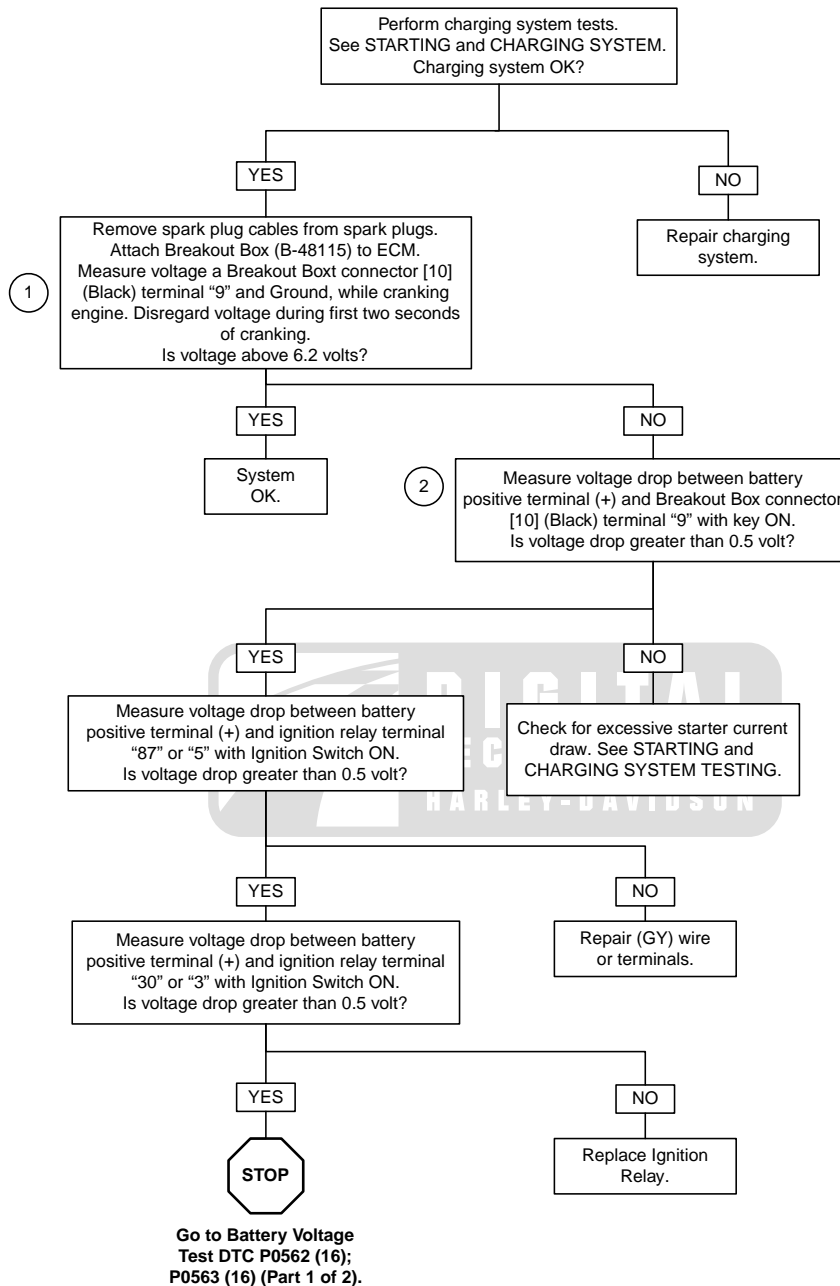 Perform charging system tests.
See STARTING and CHARGING SYSTEM.
Charging system OK?
YES
NO
Remove spark plug cables from spark plugs.
Attach Breakout Box (B-48115) to ECM.
Measure voltage a Breakout Boxt connector [10]
(Black) terminal “9” and Ground, while cranking
engine. Disregard voltage during first two seconds
of cranking.
Is voltage above 6.2 volts?
1
Repair charging
system.
YES
NO
System
OK.
2
Measure voltage drop between battery
positive terminal (+) and Breakout Box connector
[10] (Black) terminal “9” with key ON.
Is voltage drop greater than 0.5 volt?
YES
NO
Measure voltage drop between battery
positive terminal (+) and ignition relay terminal
“87” or “5” with Ignition Switch ON.
Is voltage drop greater than 0.5 volt?
Check for excessive starter current
draw. See STARTING and
CHARGING SYSTEM TESTING.
DIGITAL
HARLEY-DAVIDSON
YES
NO
Measure voltage drop between battery
positive terminal (+) and ignition relay terminal
“30” or “3” with Ignition Switch ON.
Is voltage drop greater than 0.5 volt?
Repair (GY) wire
or terminals.
YES
NO
STOP
Replace Ignition
Relay.
Go to Battery Voltage
Test DTC P0562 (16);
P0563 (16) (Part 1 of 2).